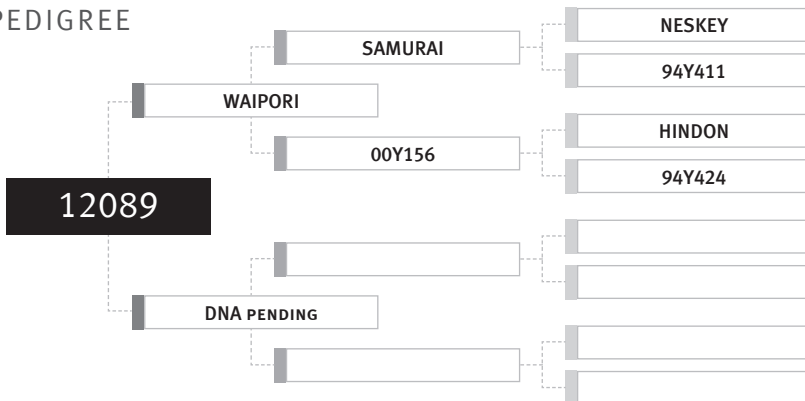 PEDIGREE
SAMURAI
NESKEY
94Y411
WAIPORI
00Y156
HINDON
94Y424
12089
DNA PENDING